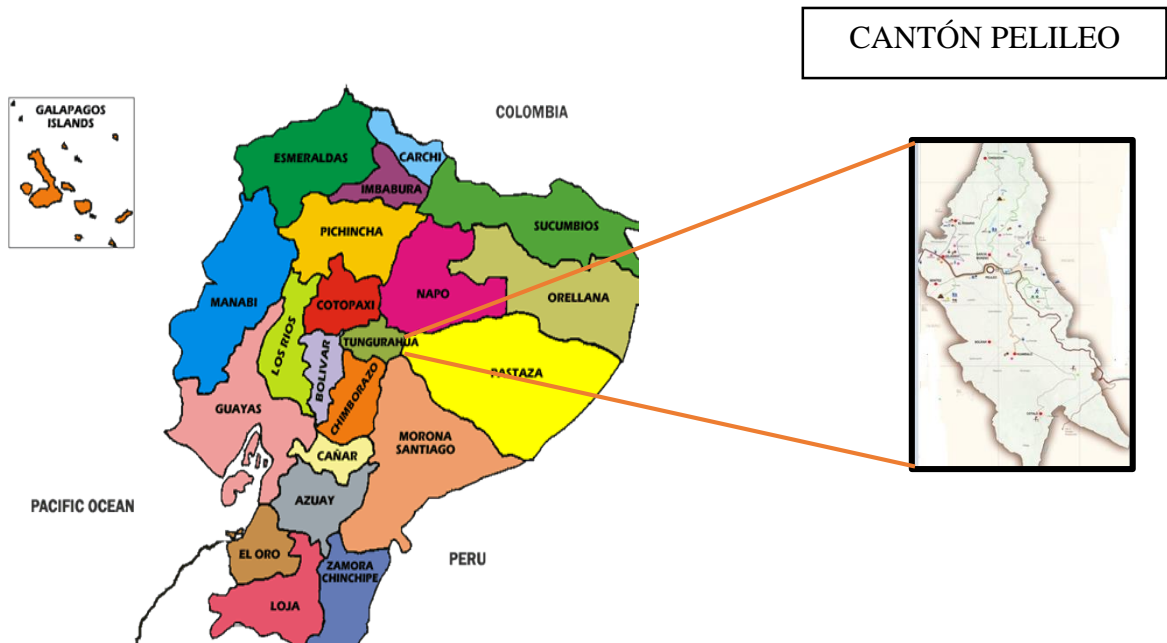 CANTÓN PELILEO
GALAPAGOS
ISLANDS
COLOMBIA
ESMERALDAS
CARCHI
IMBABURA
SUCUMBIOS
PICHINCHA
MANABI
COTOPAXI
NAPO
ORELLANA
LOS RIOS
BOLIVAR
TUNGURAHUA
CHIMBORAZO
PASTAZA
GUAYAS
MORONA
SANTIAGO
CAÑAR
AZUAY
PACIFIC OCEAN
EL ORO
PERU
ZAMORA
CHINCHIPE
LOJA